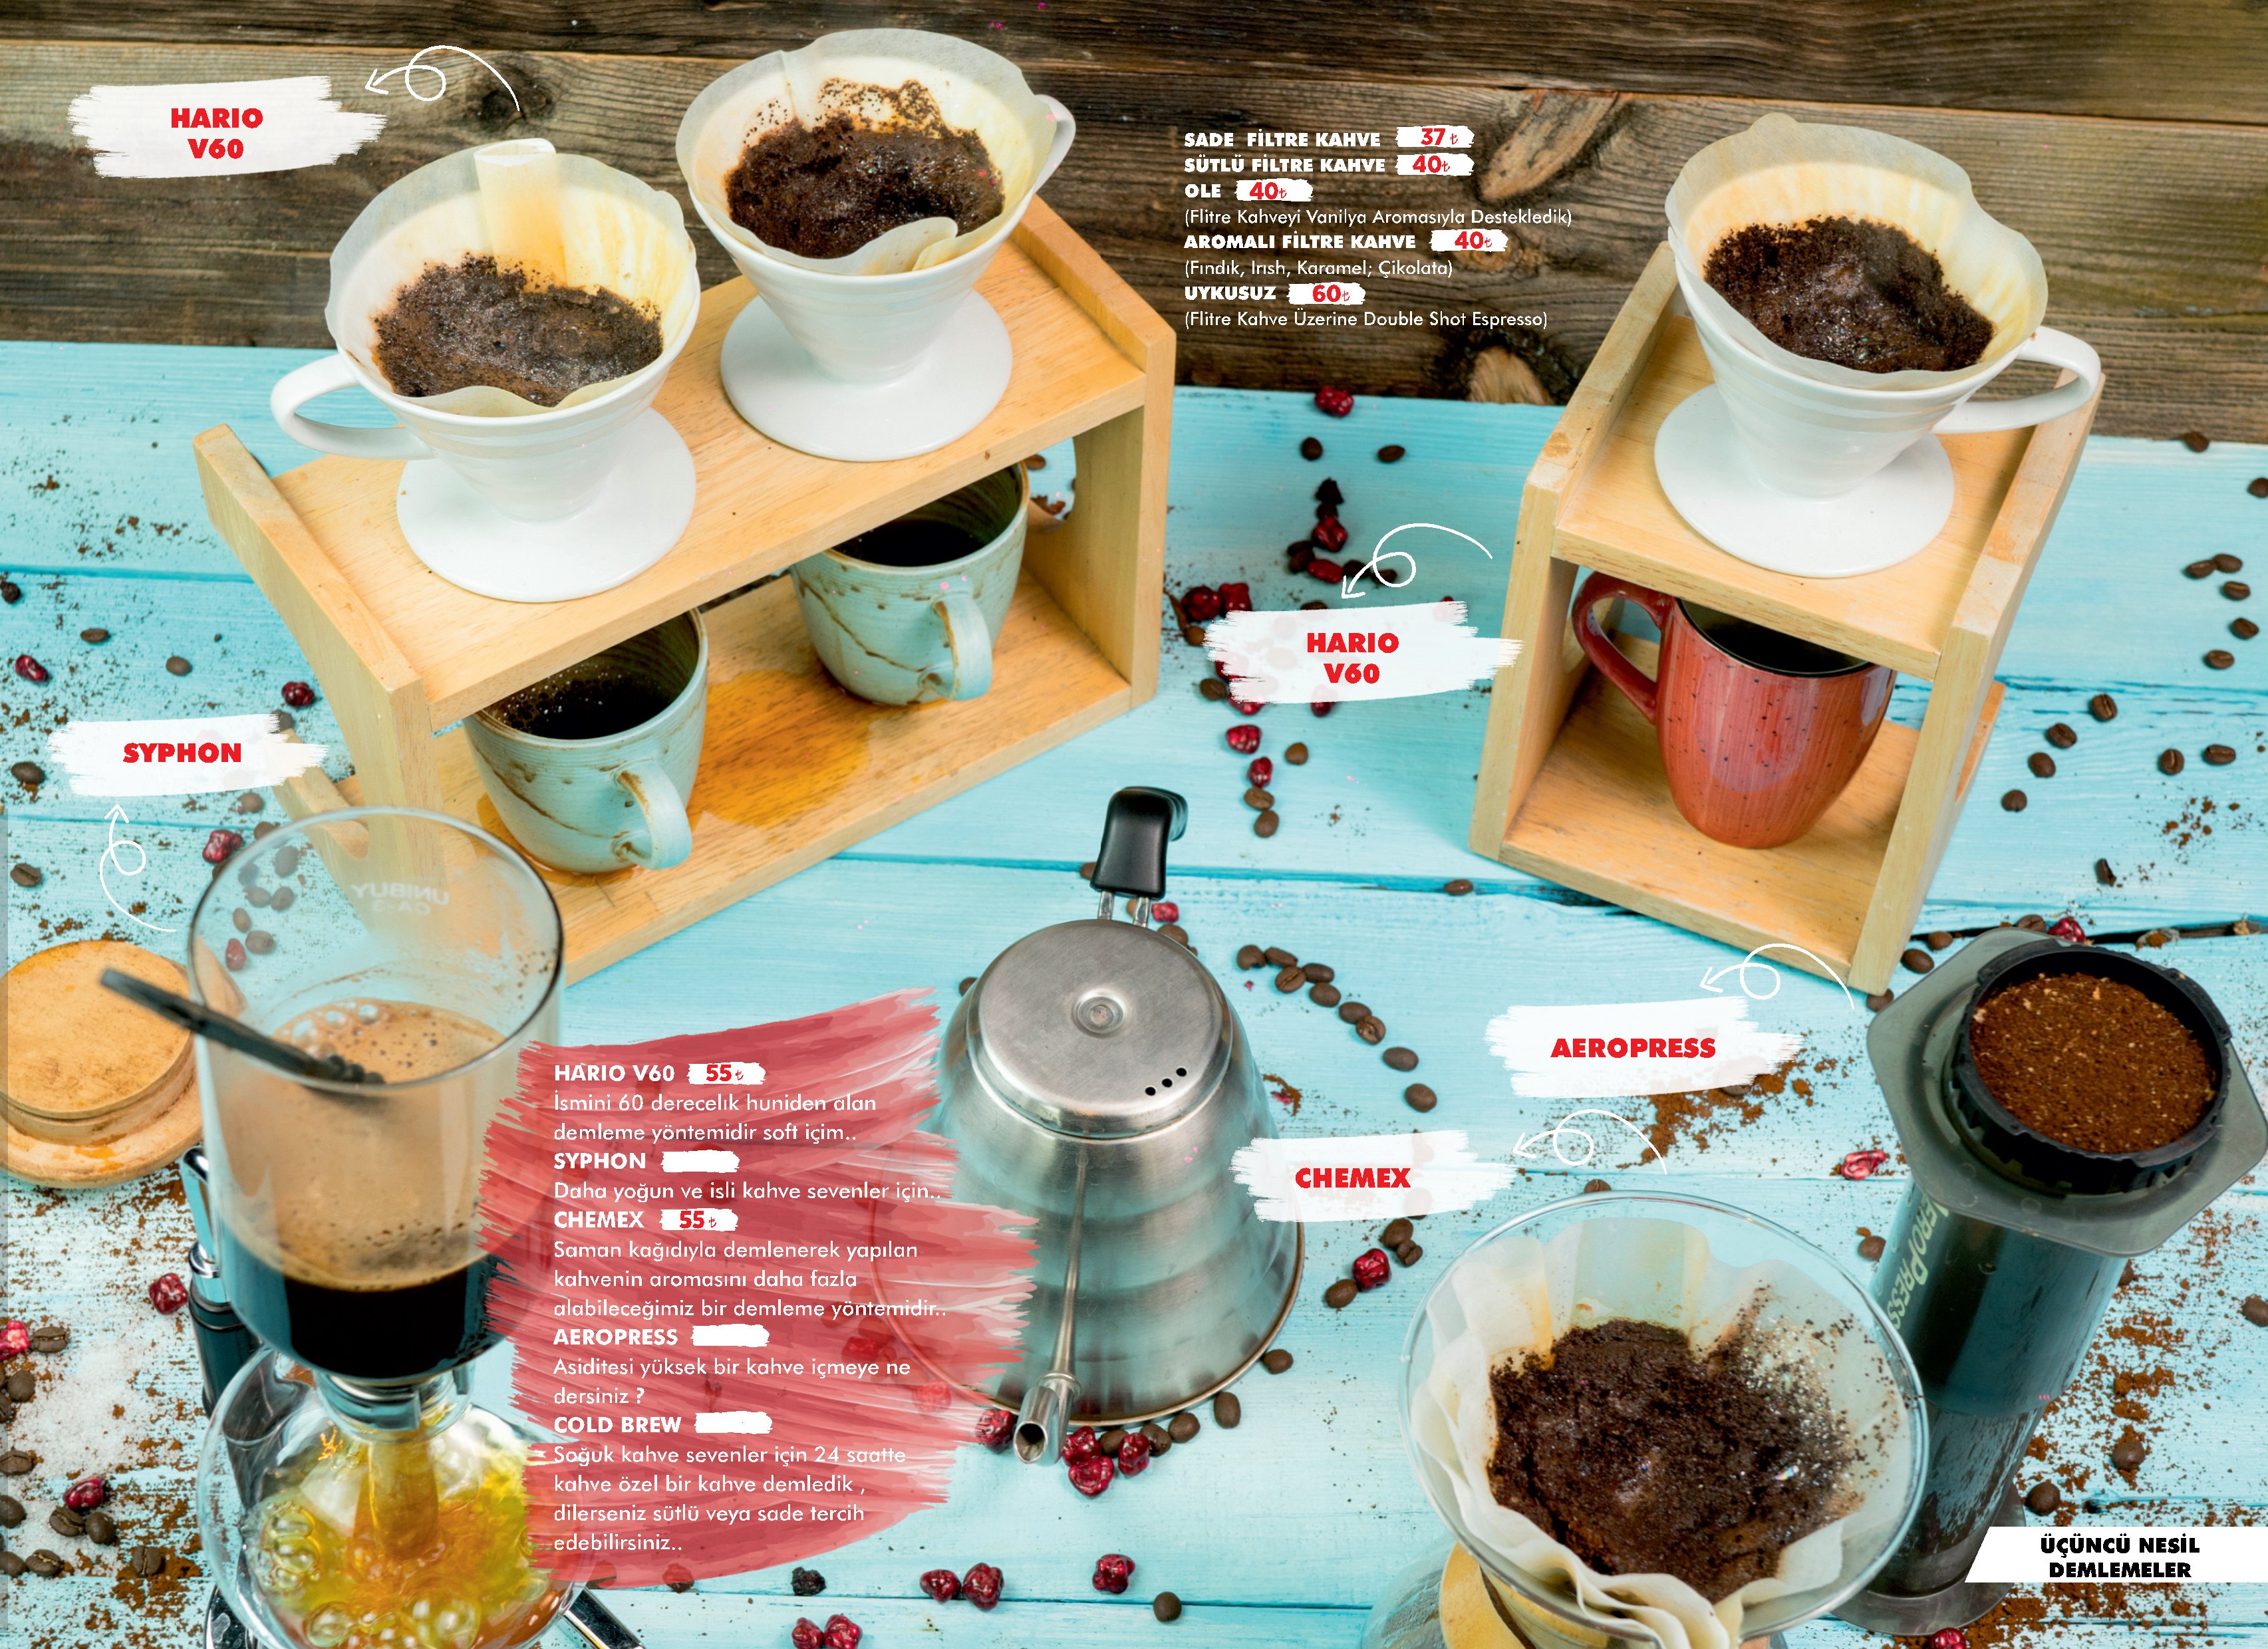 HARIO
V60
SADE FİLTRE KAHVE 37₺
SÜTLÜ FİLTRE KAHVE 40₺
OLE 40₺
(Flitre Kahveyi Vanilya Aromasıyla Destekledik)
AROMALI FİLTRE KAHVE 40₺
(Fındık, Irısh, Karamel; Çikolata)
UYKUSUZ 60₺
(Flitre Kahve Üzerine Double Shot Espresso)
HARIO
V60
SYPHON
UNIBUY
CA-3
AEROPRESS
CHEMEX
HARIO V60 55₺
İsmini 60 derecelik huniden alan
demleme yöntemidir soft içim..
SYPHON
Daha yoğun ve isli kahve sevenler için..
CHEMEX 55₺
Saman kağıdıyla demlenerek yapılan
kahvenin aromasını daha fazla
alabileceğimiz bir demleme yöntemidir..
AEROPRESS
Asiditesi yüksek bir kahve içmeye ne
dersiniz ?
COLD BREW
Soğuk kahve sevenler için 24 saatte
kahve özel bir kahve demledik ,
dilerseniz sütlü veya sade tercih
edebilirsiniz..
AEROPRESS
ÜÇÜNCÜ NESİL
DEMLEMELER